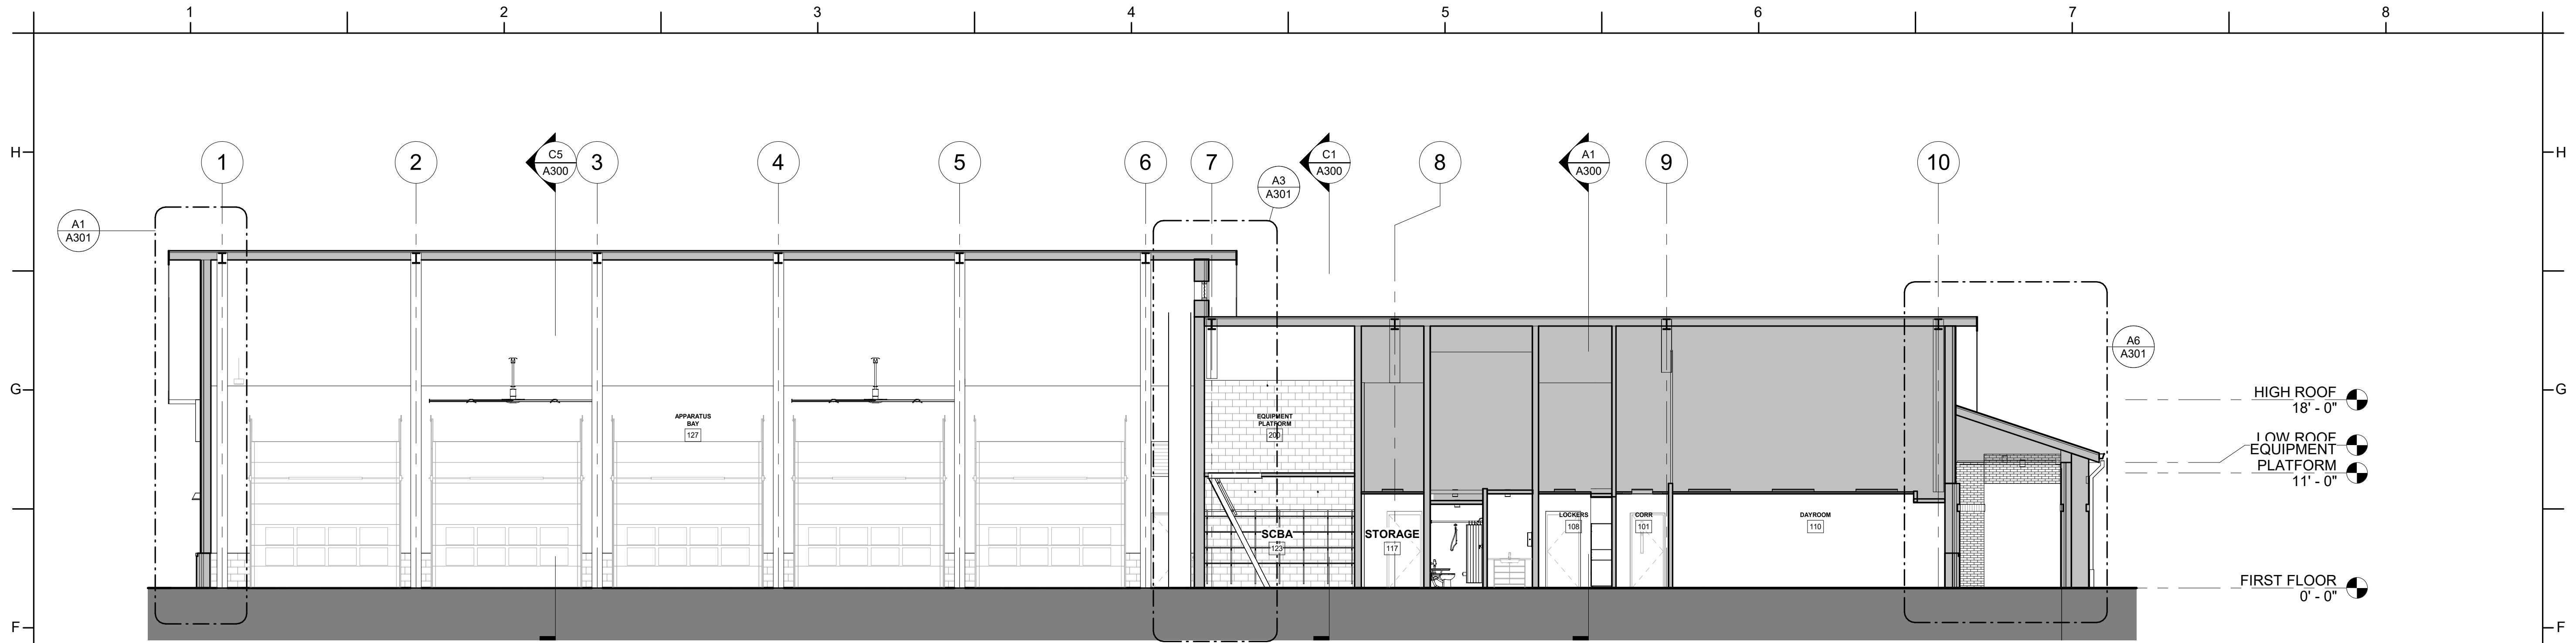 1 2 3 4 5 6 7 8
H H
1 2 C5 3 4 5 6 7 C1 8 A1 9 10
A300 A300 A300
A3
A301
A1
A301
A6
A301
G G
HIGH ROOF
18' - 0"
APPARATUS
BAY
127
EQUIPMENT
PLATFORM
200
LOW ROOF
EQUIPMENT
PLATFORM
11' - 0"
SCBA
123
STORAGE
117
LOCKERS
108
CORR
101
DAYROOM
110
FIRST FLOOR
0' - 0"
F F